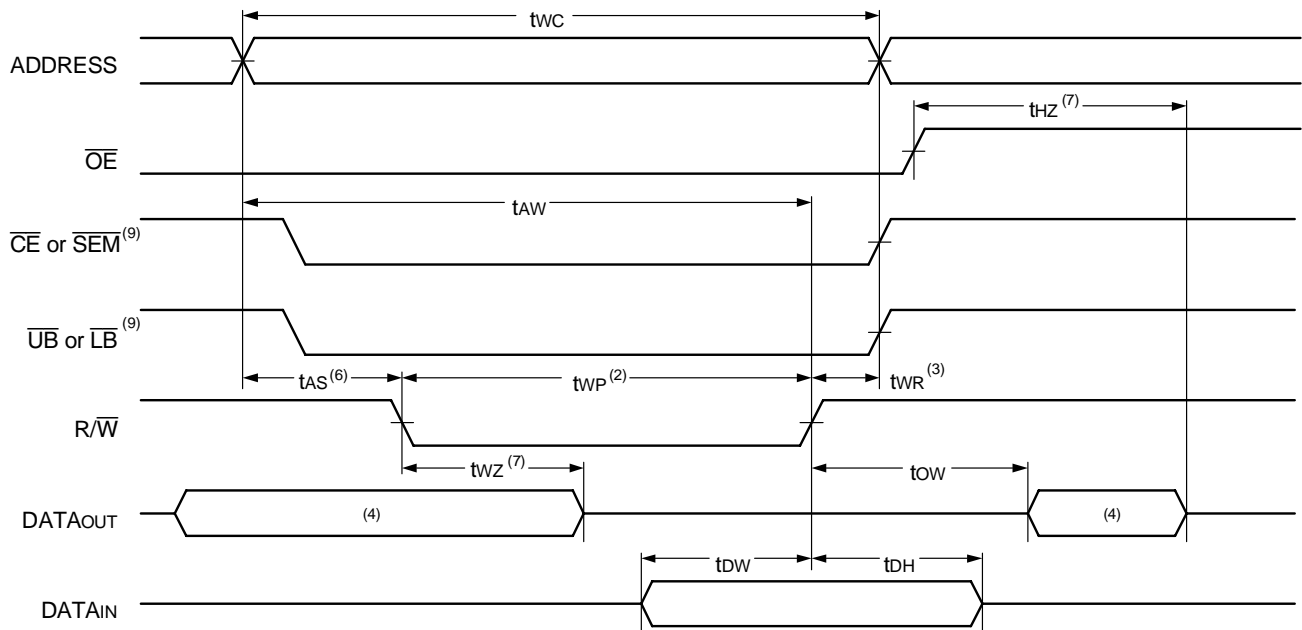 tWC
ADDRESS
tHZ (7)
OE
tAW
CE or SEM (9)
UB or LB (9)
tAS (6)
tWP (2)
tWR (3)
R/W
tWZ (7)
tOW
DATAOUT
(4)
(4)
tDW
tDH
DATAIN